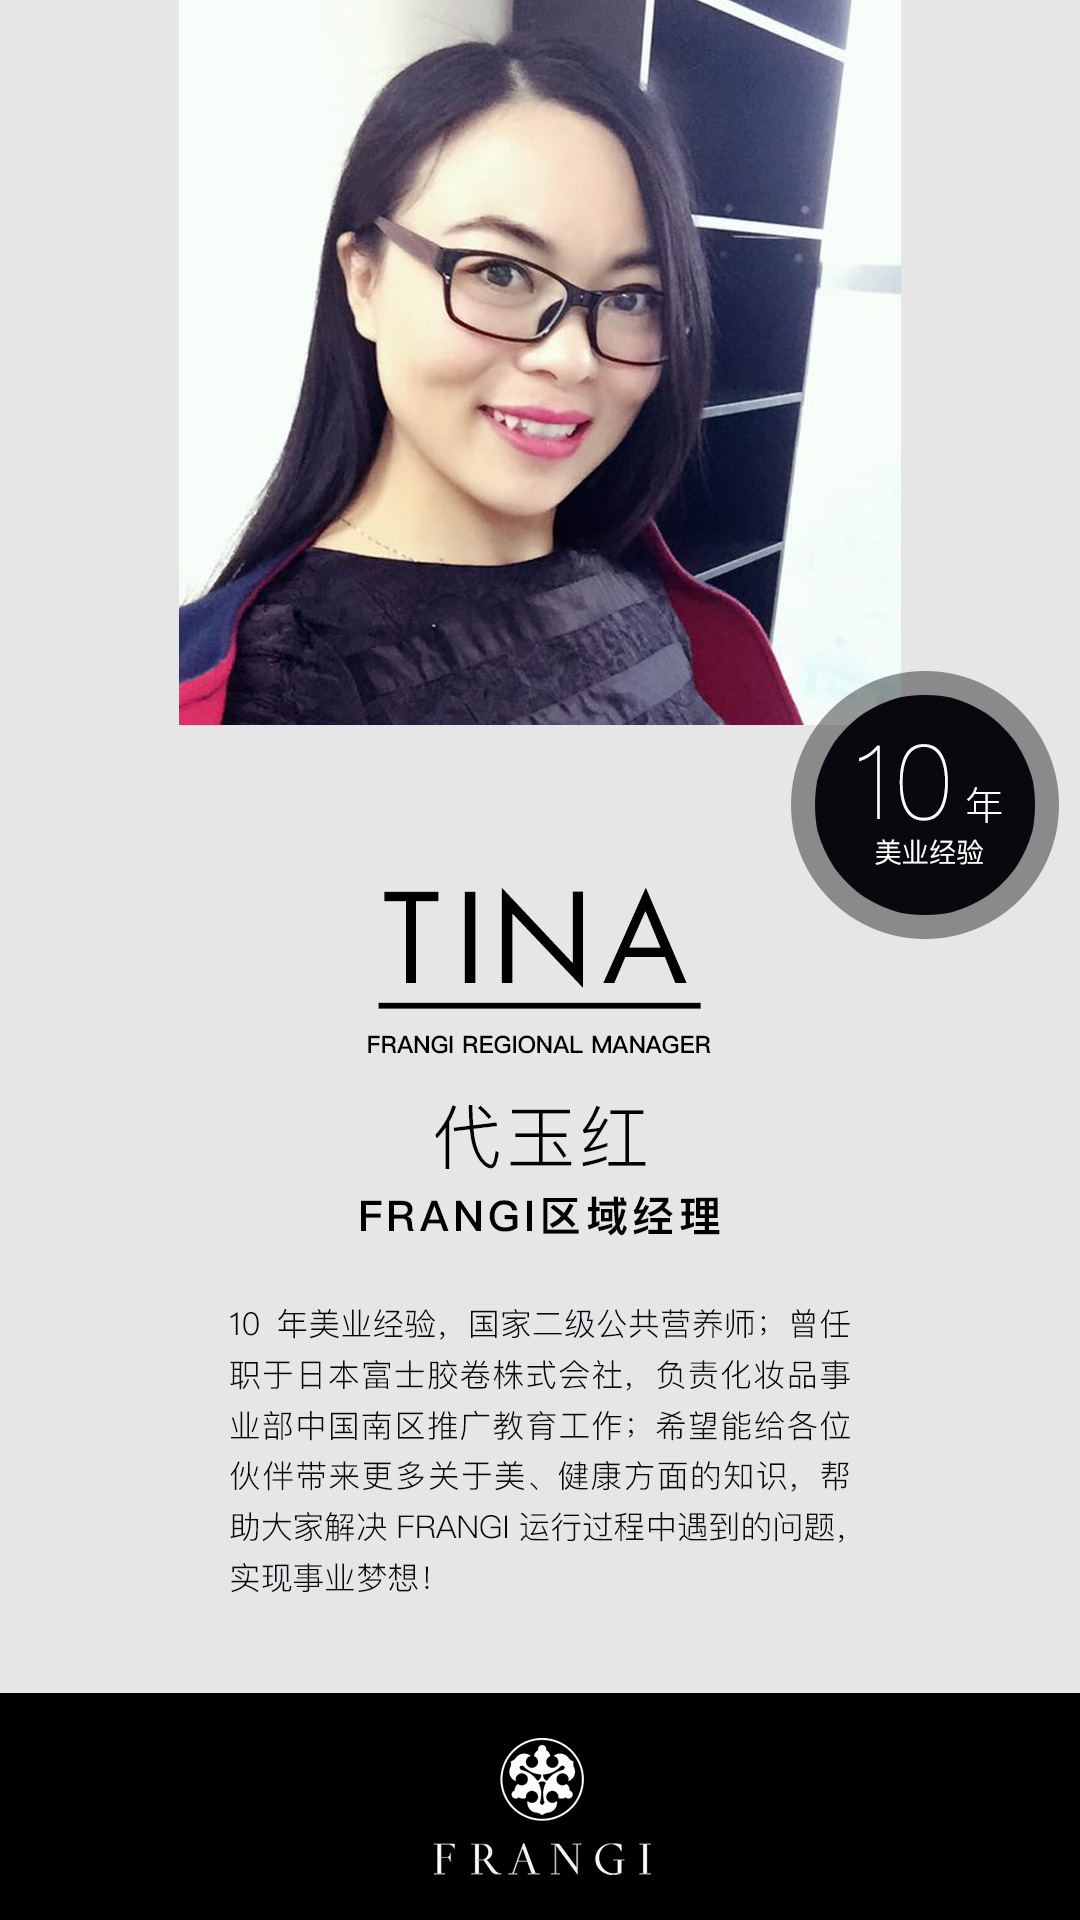 10 年
美业经验
TINA
FRANGI REGIONAL MANAGER
代玉红
FRANGI区域经理
10 年美业经验，国家二级公共营养师；曾任
职于日本富士胶卷株式会社，负责化妆品事
业部中国南区推广教育工作；希望能给各位
伙伴带来更多关于美、健康方面的知识，帮
助大家解决 FRANGI 运行过程中遇到的问题，
实现事业梦想！
FRANGI